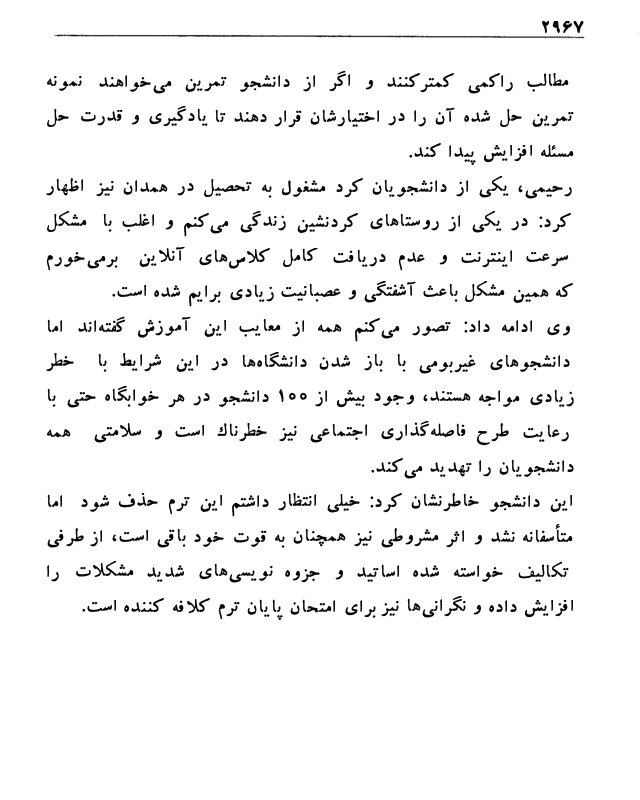 ۲۹۶۷
مطالب راکمی کمترکنند و اگر از دانشجو تمرین می‌خواهند نمونه
تمرین حل شده آن را در اختیارشان قرار دهند تا یادگیری و قدرت حل
مسئله افزایش پیدا کند.
رحیمی، یکی از دانشجویان کرد مشغول به تحصیل در همدان نیز اظهار
کرد: در یکی از روستاهای کردنشین زندگی می‌کنم و اغلب با مشکل
سرعت اینترنت و عدم دریافت کامل کلاس‌های آنلاین برمی‌خورم
که همین مشکل باعث آشفتگی و عصبانیت زیادی برایم شده است.
وی ادامه داد: تصور می‌کنم همه از معایب این آموزش گفته‌اند اما
دانشجوهای غیربومی با باز شدن دانشگاه‌ها در این شرایط با خطر
زیادی مواجه هستند، وجود بیش از ۱۰۰ دانشجو در هر خوابگاه حتی با
رعایت طرح فاصله‌گذاری اجتماعی نیز خطرناك است و سلامتی همه
دانشجویان را تهدید می‌کند.
این دانشجو خاطرنشان کرد: خیلی انتظار داشتم این ترم حذف شود اما
متأسفانه نشد و اثر مشروطی نیز همچنان به قوت خود باقی است، از طرفی
تکالیف خواسته شده اساتید و جزوه نویسی‌های شدید مشکلات را
افزایش داده و نگرانی‌ها نیز برای امتحان پایان ترم کلافه کننده است.